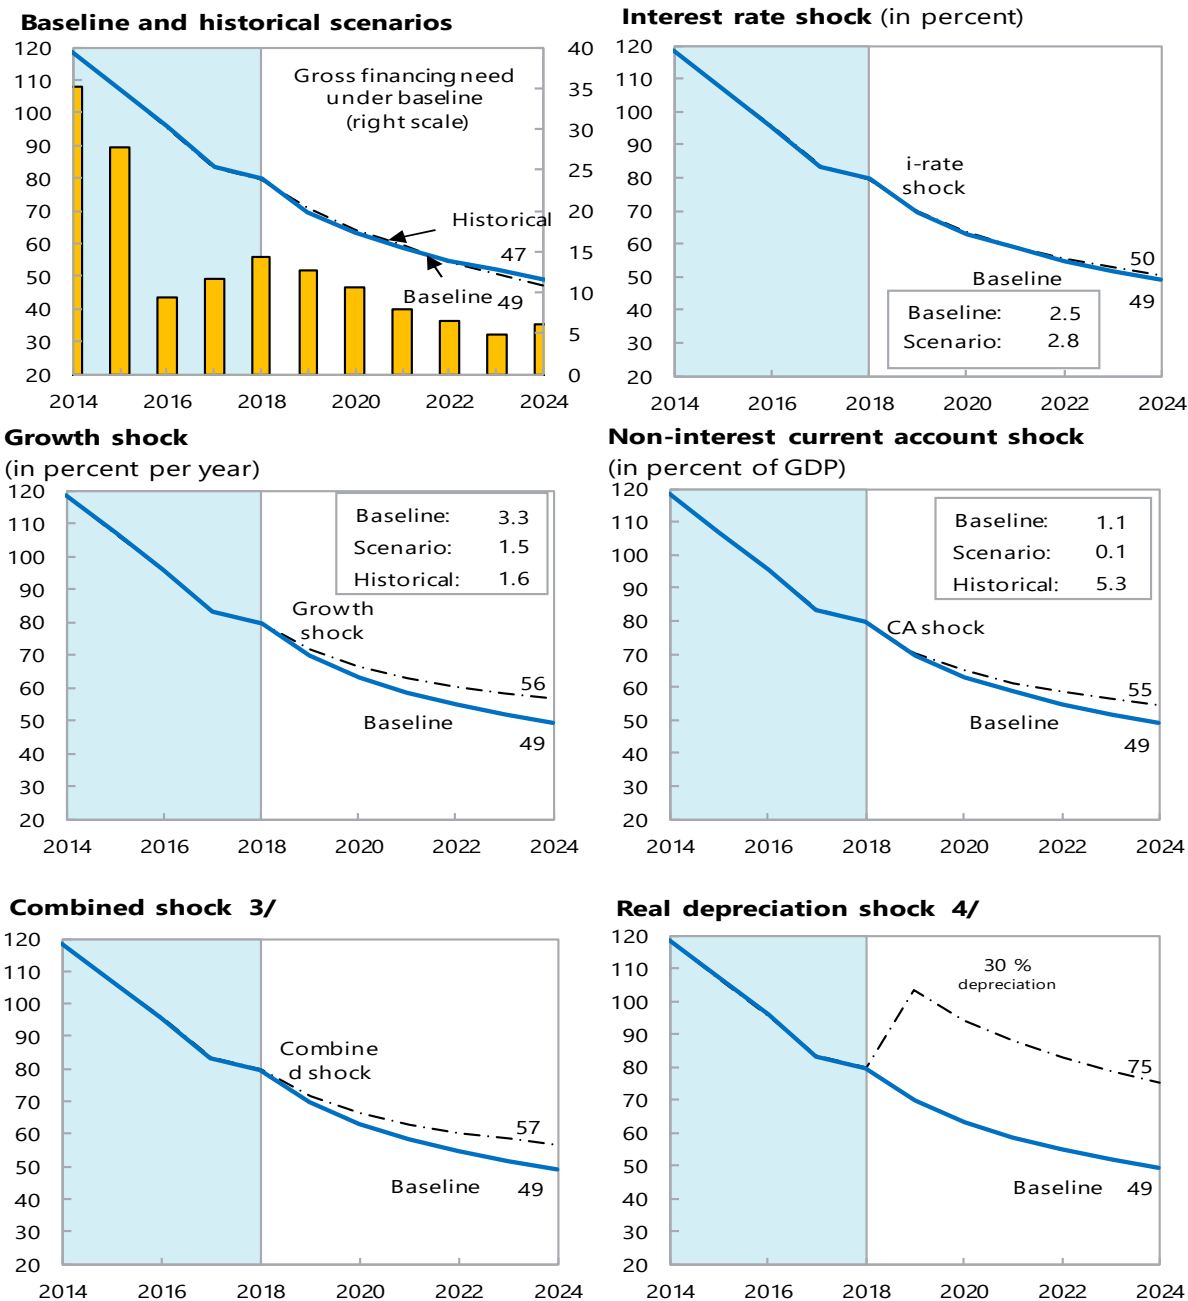 Baseline and historical scenarios
120
110
100
90
80
70
60
50
40
30
20
40
35
30
25
20
15
10
5
0
Gross financing need
under baseline
(right scale)
Historical
47
Baseline
49
2014 2016 2018 2020 2022 2024
Interest rate shock (in percent)
120
110
100
90
80
70
60
50
40
30
20
i-rate
shock
50
Baseline
49
Baseline: 2.5
Scenario: 2.8
2014 2016 2018 2020 2022 2024
Growth shock
(in percent per year)
120
110
100
90
80
70
60
50
40
30
20
Baseline: 3.3
Scenario: 1.5
Historical: 1.6
Growth
shock
56
Baseline
49
2014 2016 2018 2020 2022 2024
Non-interest current account shock
(in percent of GDP)
120
110
100
90
80
70
60
50
40
30
20
Baseline: 1.1
Scenario: 0.1
Historical: 5.3
CA shock
55
Baseline
49
2014 2016 2018 2020 2022 2024
Combined shock 3/
120
110
100
90
80
70
60
50
40
30
20
Combine
d shock
57
Baseline 49
2014 2016 2018 2020 2022 2024
Real depreciation shock 4/
120
110
100
90
80
70
60
50
40
30
20
30 %
depreciation
75
Baseline 49
2014 2016 2018 2020 2022 2024